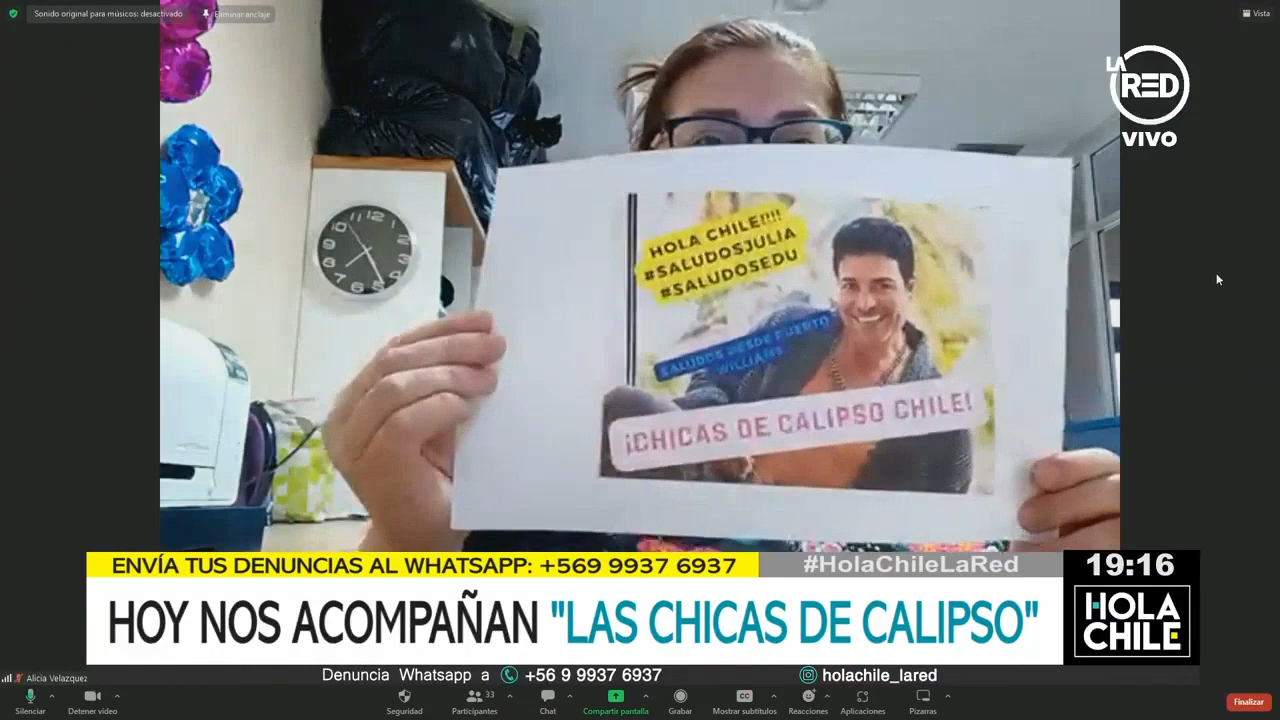 Sonido original para músicos: desactivado
Eliminar anclaje
Vista
LA
RED
VIVO
12
10
HOLA CHILE!!!!
#SALUDOSJULIA
#SALUDOSEDU
SALUDOS DESDE PUERTO
WILLIAMS
¡CHICAS DE CALIPSO CHILE!
ENVÍA TUS DENUNCIAS AL WHATSAPP: +569 9937 6937
#HolaChileLaRed
19:16
HOY NOS ACOMPAÑAN "LAS CHICAS DE CALIPSO"
HOLA
CHILE
Alicia Velazquez
Denuncia Whatsapp a +56 9 9937 6937
holachile_lared
Silenciar
Detener video
Seguridad
Participantes
33
Chat
Compartir pantalla
Grabar
CC
Mostrar subtítulos
Reacciones
Aplicaciones
Pizarras
Finalizar